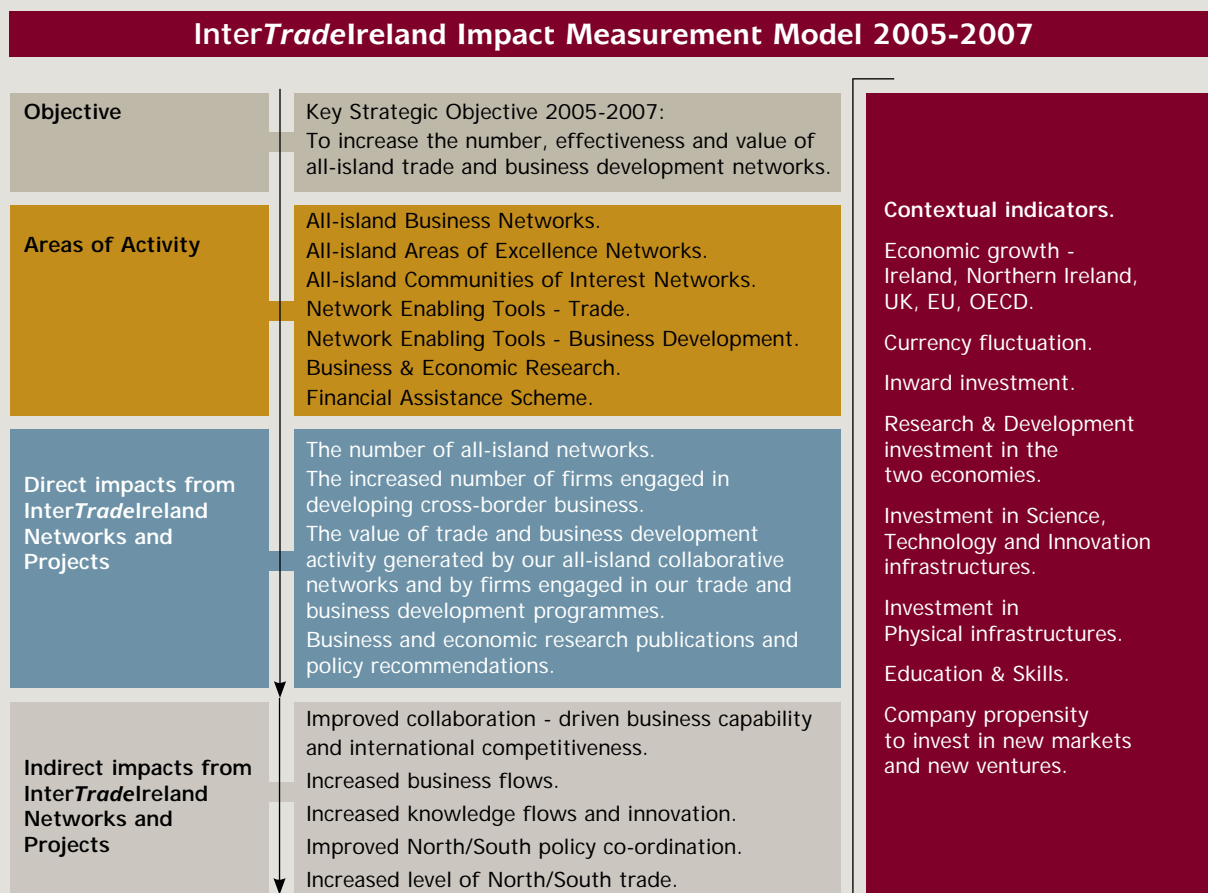 InterTradeIreland Impact Measurement Model 2005-2007
Objective
Key Strategic Objective 2005-2007:
To increase the number, effectiveness and value of
all-island trade and business development networks.
Areas of Activity
All-island Business Networks.
All-island Areas of Excellence Networks.
All-island Communities of Interest Networks.
Network Enabling Tools - Trade.
Network Enabling Tools - Business Development.
Business & Economic Research.
Financial Assistance Scheme.
Direct impacts from
InterTradeIreland
Networks and
Projects
The number of all-island networks.
The increased number of firms engaged in
developing cross-border business.
The value of trade and business development
activity generated by our all-island collaborative
networks and by firms engaged in our trade and
business development programmes.
Business and economic research publications and
policy recommendations.
Indirect impacts from
InterTradeIreland
Networks and
Projects
Improved collaboration - driven business capability
and international competitiveness.
Increased business flows.
Increased knowledge flows and innovation.
Improved North/South policy co-ordination.
Increased level of North/South trade.
Contextual indicators.
Economic growth -
Ireland, Northern Ireland,
UK, EU, OECD.
Currency fluctuation.
Inward investment.
Research & Development
investment in the
two economies.
Investment in Science,
Technology and Innovation
infrastructures.
Investment in
Physical infrastructures.
Education & Skills.
Company propensity
to invest in new markets
and new ventures.